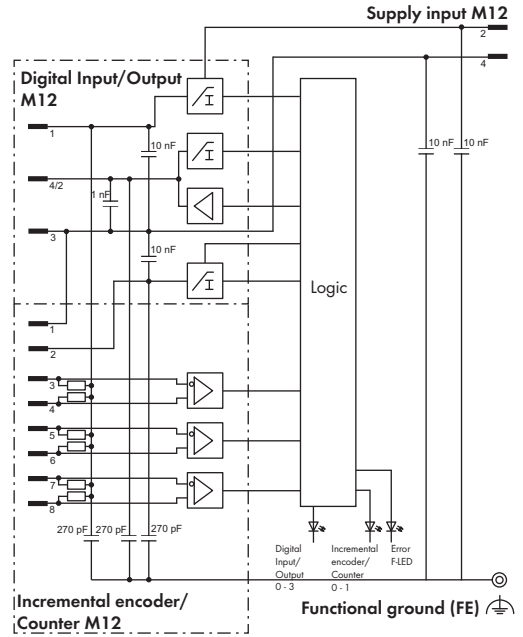 Supply input M12
2
4
Digital Input/Output
M12
1
10 nF
10 nF
10 nF
4/2
1 nF
3
10 nF
Logic
1
2
3
4
5
6
7
8
270 pF
270 pF
270 pF
Digital
Input/
Output
0 - 3
Incremental
encoder/
Counter
0 - 1
Error
F-LED
Incremental encoder/
Counter M12
Functional ground (FE)